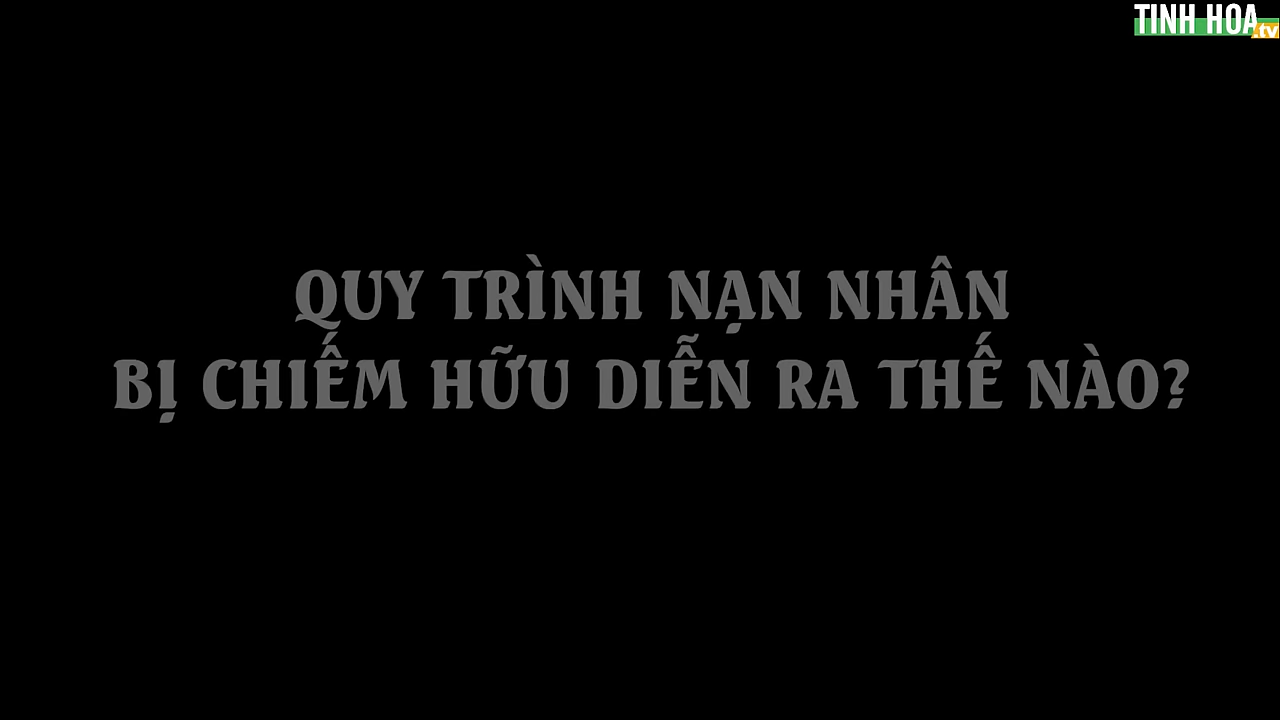 TINH HOA.tv
QUY TRÌNH NẠN NHÂN
BỊ CHIẾM HỮU DIỄN RA THẾ NÀO?